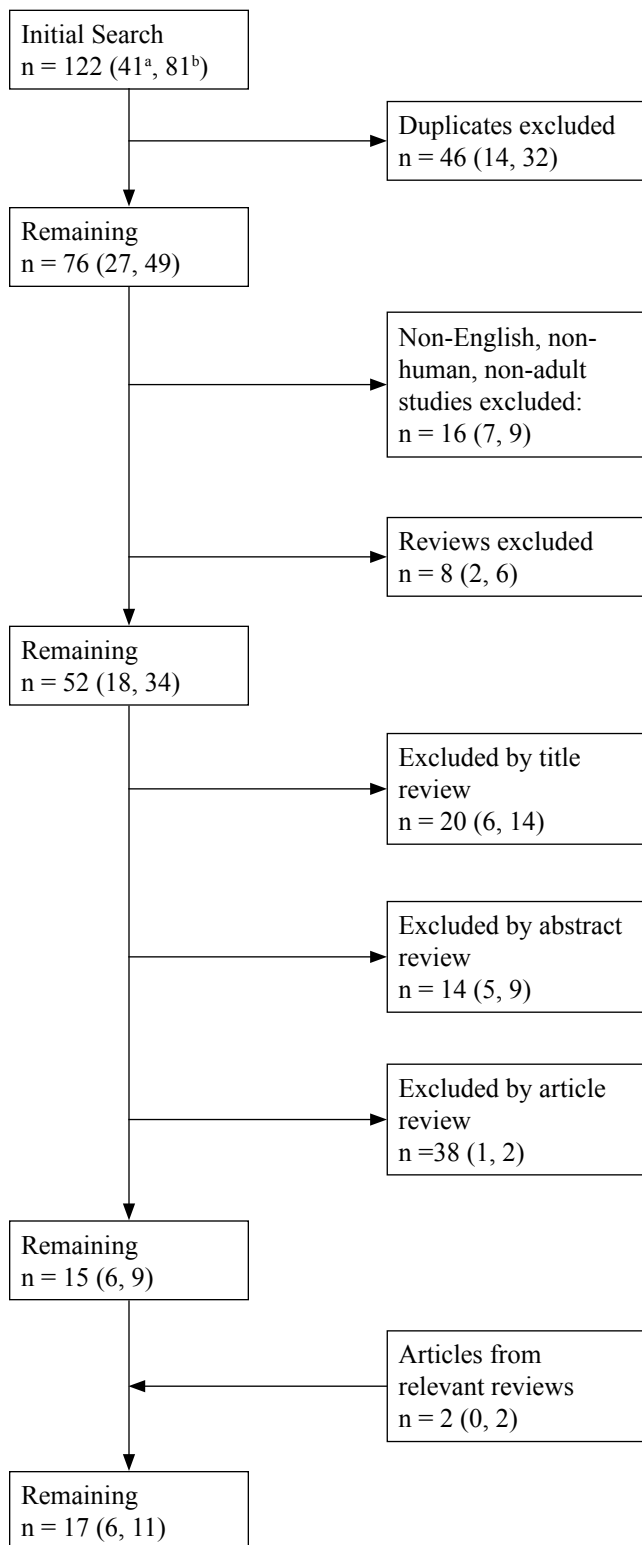 Initial Search
n = 122 (41ᵃ, 81ᵇ)
Duplicates excluded
n = 46 (14, 32)
Remaining
n = 76 (27, 49)
Non-English, non-
human, non-adult
studies excluded:
n = 16 (7, 9)
Reviews excluded
n = 8 (2, 6)
Remaining
n = 52 (18, 34)
Excluded by title
review
n = 20 (6, 14)
Excluded by abstract
review
n = 14 (5, 9)
Excluded by article
review
n =38 (1, 2)
Remaining
n = 15 (6, 9)
Articles from
relevant reviews
n = 2 (0, 2)
Remaining
n = 17 (6, 11)